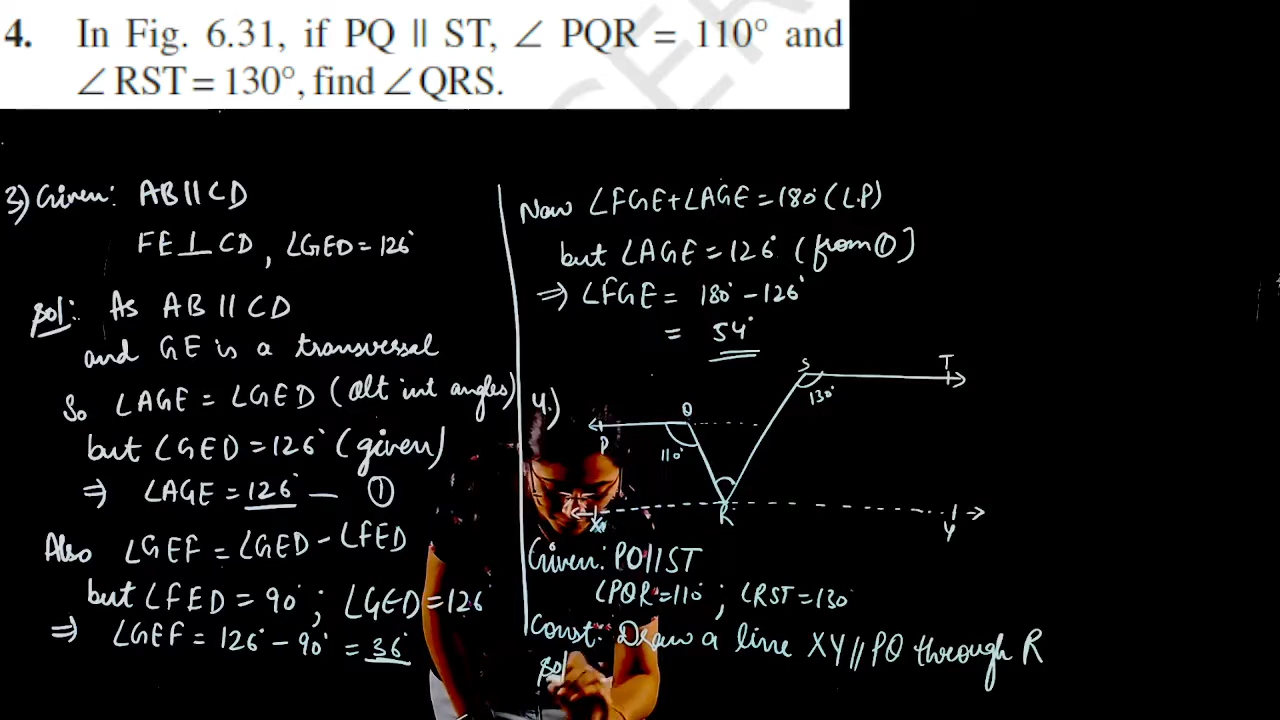 4. In Fig. 6.31, if PQ || ST, ∠ PQR = 110° and
∠ RST = 130°, find ∠ QRS.
3) Given: AB || CD
FE ⊥ CD, ∠GED = 126°
Sol: As AB || CD
and GE is a transversal
So ∠AGE = ∠GED (alt int angles)
but ∠GED = 126° (given)
⇒ ∠AGE = 126° — ①
Also ∠GEF = ∠GED - ∠FED
but ∠FED = 90° ; ∠GED = 126°
⇒ ∠GEF = 126° - 90° = 36°
Now ∠FGE + ∠AGE = 180° (L.P)
but ∠AGE = 126° (from ①)
⇒ ∠FGE = 180° - 126°
= 54°
4.)
S T
130°
Q
P
110°
X R Y
Given: PQ || ST
∠PQR = 110° ; ∠RST = 130°
Const: Draw a line XY || PQ through R
Sol